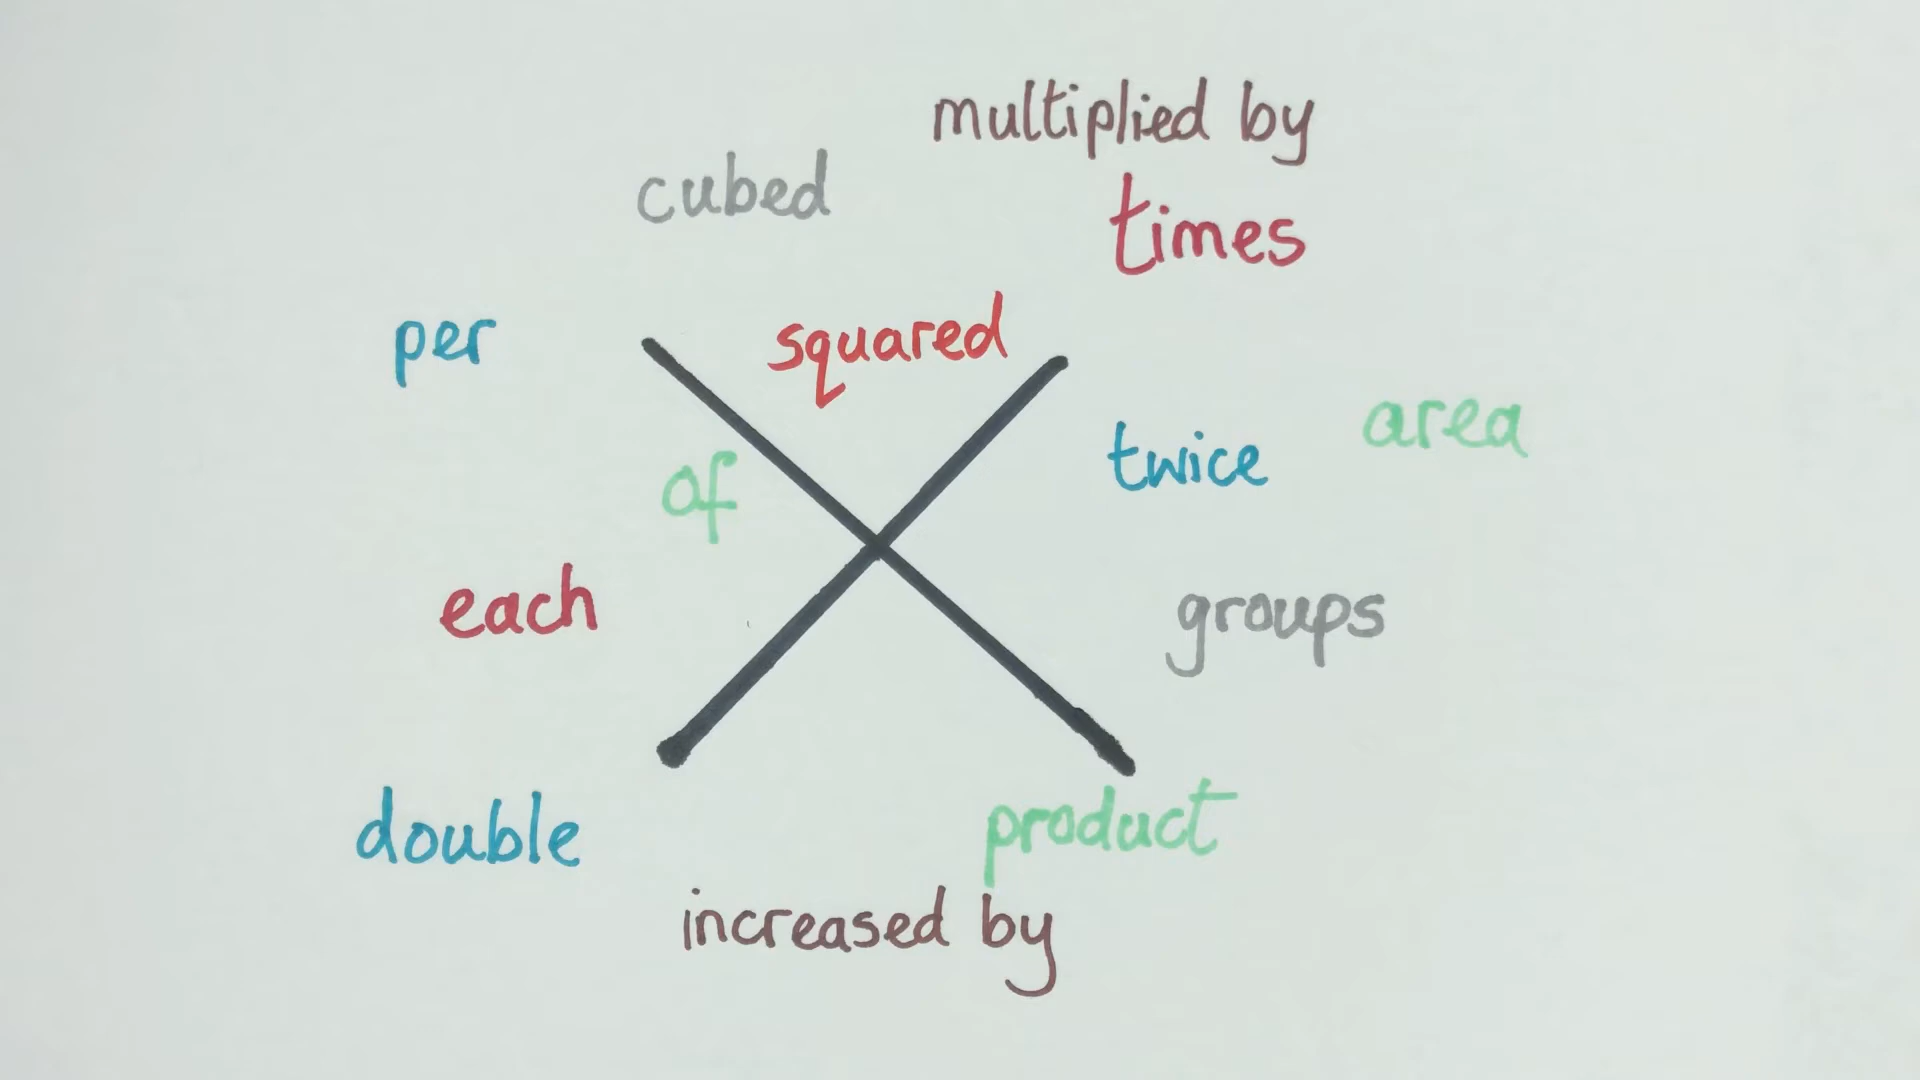 multiplied by
cubed
times
per
squared
area
twice
of
each
groups
double
product
increased by